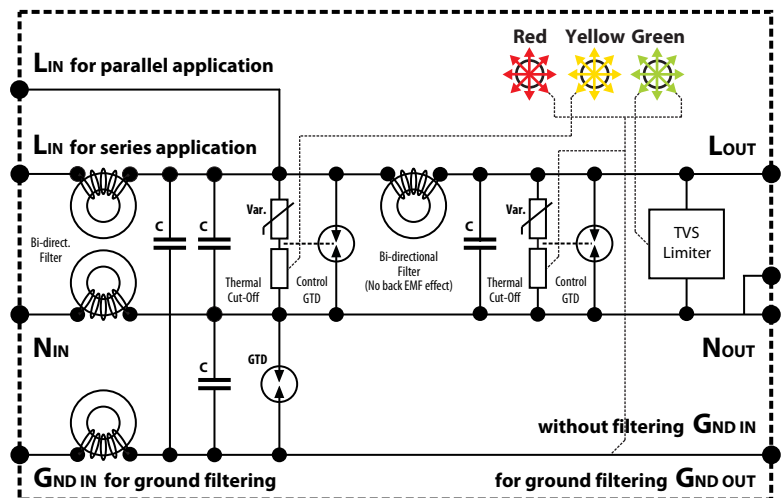 Red Yellow Green
LIN for parallel application
LIN for series application
LOUT
Var.
Var.
C
C
C
TVS
Limiter
Bi-direct.
Filter
Bi-directional
Filter
(No back EMF effect)
Thermal
Cut-Off
Control
GTD
Thermal
Cut-Off
Control
GTD
NIN
NOUT
GTD
C
without filtering GND IN
GND IN for ground filtering
for ground filtering GND OUT